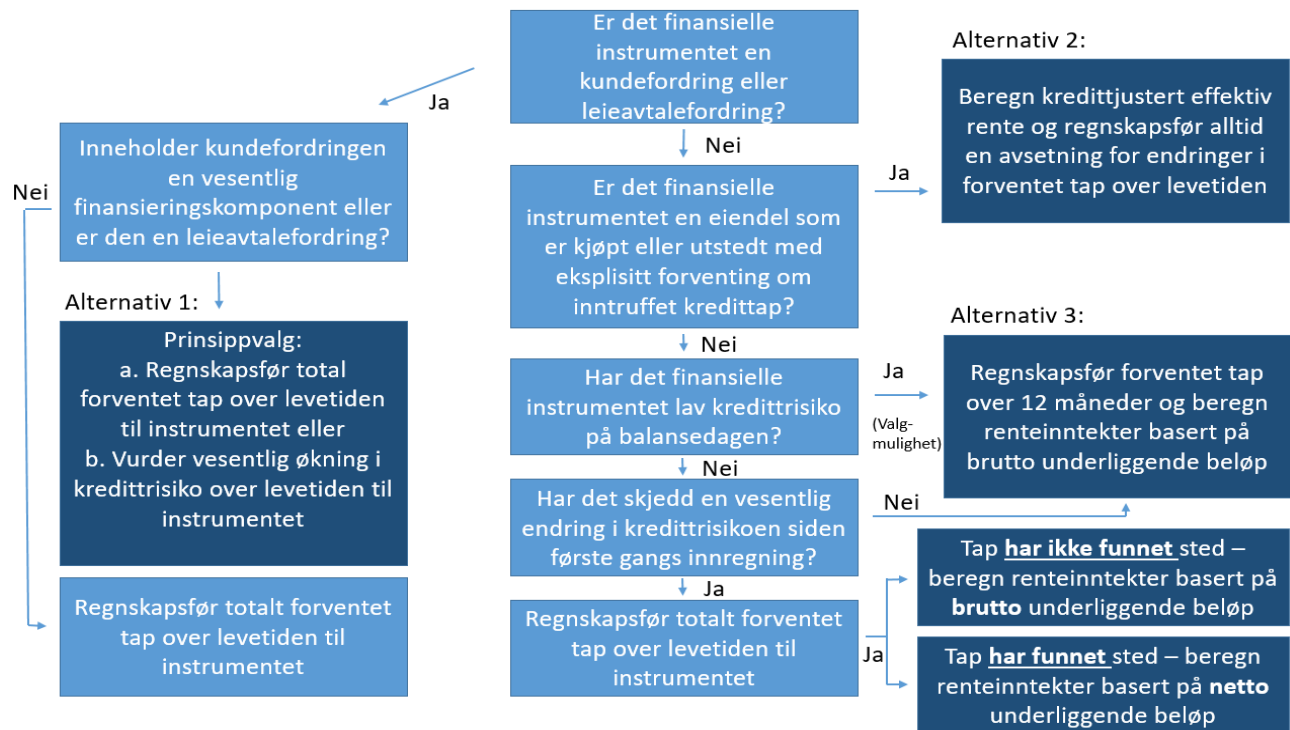 Er det finansielle
instrumentet en
kundefordring eller
leieavtalefordring?
Ja
Nei
Inneholder kundefordringen
en vesentlig
finansieringskomponent eller
er den en leieavtalefordring?
Nei
Alternativ 1:
Prinsippvalg:
a. Regnskapsfør total
forventet tap over levetiden
til instrumentet eller
b. Vurder vesentlig økning i
kredittrisiko over levetiden til
instrumentet
Regnskapsfør totalt forventet
tap over levetiden til
instrumentet
Er det finansielle
instrumentet en eiendel som
er kjøpt eller utstedt med
eksplisitt forventing om
inntruffet kredittap?
Ja
Alternativ 2:
Beregn kredittjustert effektiv
rente og regnskapsfør alltid
en avsetning for endringer i
forventet tap over levetiden
Nei
Har det finansielle
instrumentet lav kredittrisiko
på balansedagen?
Ja
(Valg-
mulighet)
Alternativ 3:
Regnskapsfør forventet tap
over 12 måneder og beregn
renteinntekter basert på
brutto underliggende beløp
Nei
Har det skjedd en vesentlig
endring i kredittrisikoen siden
første gangs innregning?
Nei
Ja
Regnskapsfør totalt forventet
tap over levetiden til
instrumentet
Ja
Tap har ikke funnet sted –
beregn renteinntekter basert på
brutto underliggende beløp
Tap har funnet sted – beregn
renteinntekter basert på netto
underliggende beløp